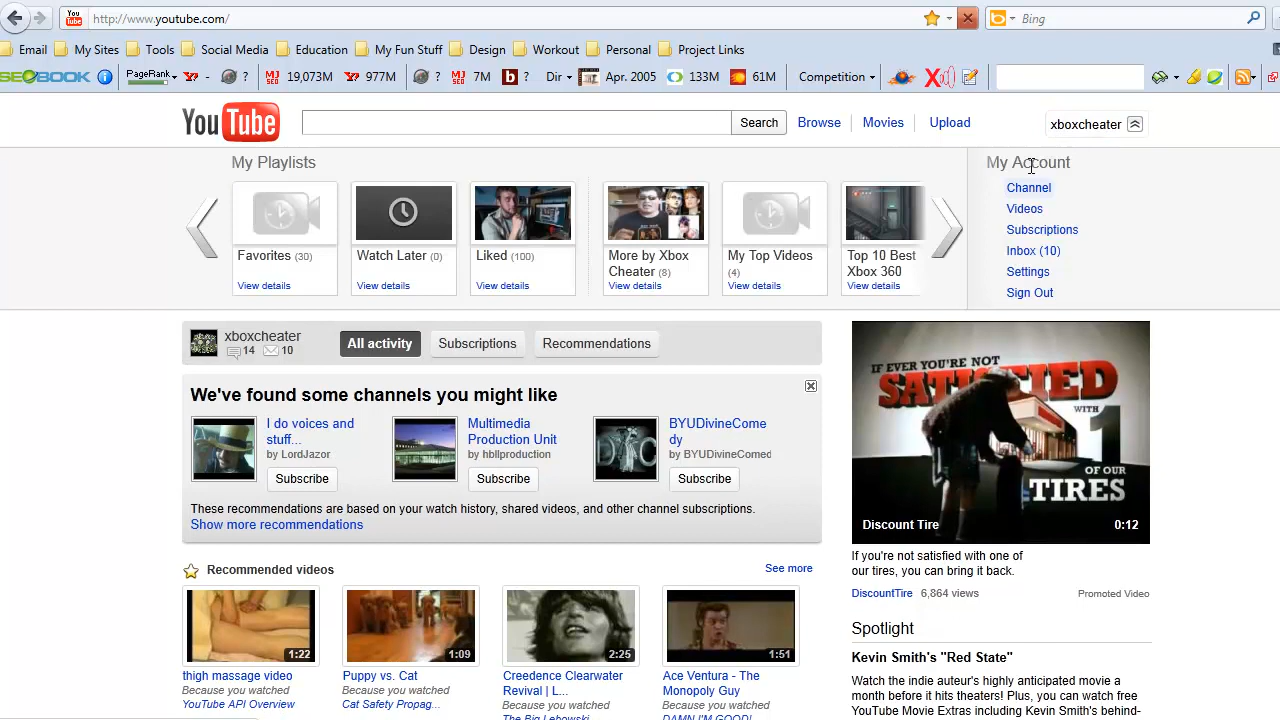 http://www.youtube.com/
Bing
Email My Sites Tools Social Media Education My Fun Stuff Design Workout Personal Project Links
SEOBOOK PageRank - ? 19,073M 977M ? 7M b ? Dir Apr. 2005 133M 61M Competition
You Tube Search Browse Movies Upload xboxcheater
My Playlists
My Account
Channel
Videos
Subscriptions
Inbox (10)
Settings
Sign Out
Favorites (30)
View details
Watch Later (0)
View details
Liked (100)
View details
More by Xbox
Cheater (8)
View details
My Top Videos
(4)
View details
Top 10 Best
Xbox 360
View details
xboxcheater
14 10
All activity Subscriptions Recommendations
We've found some channels you might like
I do voices and
stuff...
by LordJazor
Subscribe
Multimedia
Production Unit
by hbllproduction
Subscribe
BYUDivineCome
dy
by BYUDivineComed
Subscribe
These recommendations are based on your watch history, shared videos, and other channel subscriptions.
Show more recommendations
Recommended videos See more
1:22
thigh massage video
Because you watched
YouTube API Overview
1:09
Puppy vs. Cat
Because you watched
Cat Safety Propag...
2:25
Creedence Clearwater
Revival | L...
Because you watched
The Big Lebowski
1:51
Ace Ventura - The
Monopoly Guy
Because you watched
DAMN I'M GOOD!
IF EVER YOU'RE NOT
SATISFIED
WITH 1
OF OUR
TIRES
Discount Tire 0:12
If you're not satisfied with one of
our tires, you can bring it back.
DiscountTire 6,864 views Promoted Video
Spotlight
Kevin Smith's "Red State"
Watch the indie auteur's highly anticipated movie a
month before it hits theaters! Plus, you can watch free
YouTube Movie Extras including Kevin Smith's behind-